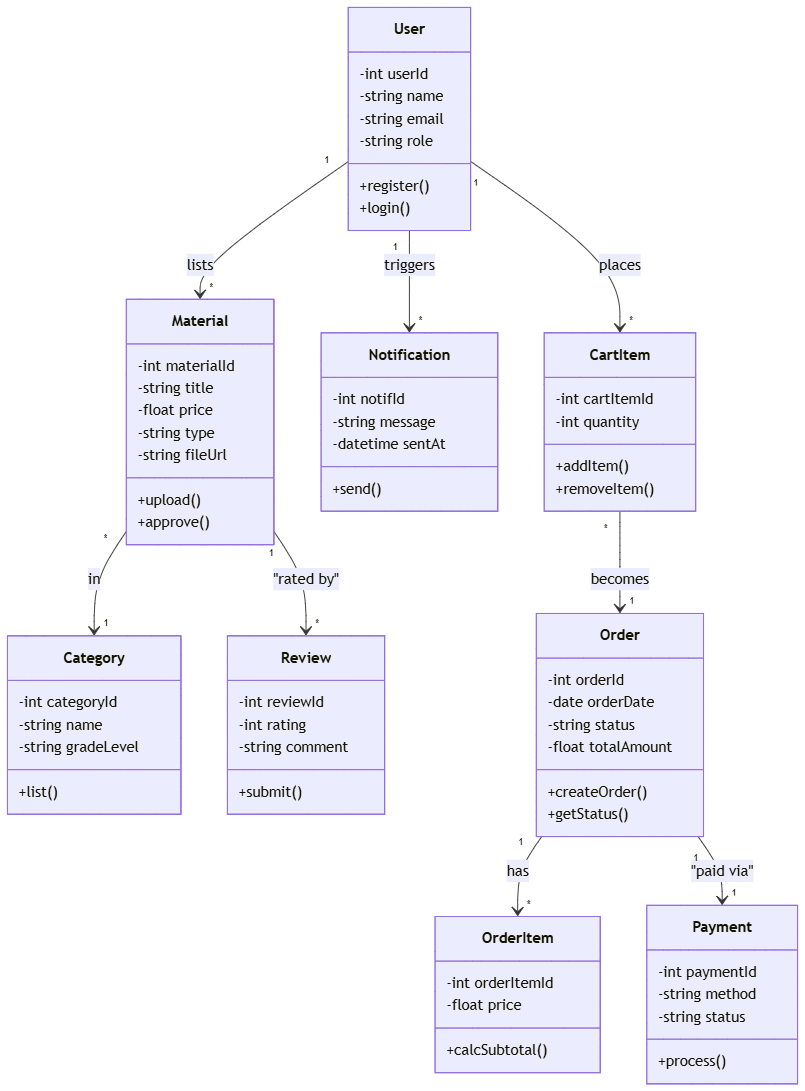 User
-int userId
-string name
-string email
-string role
+register()
+login()
1
1
1
lists
triggers
places
*
*
*
Material
-int materialId
-string title
-float price
-string type
-string fileUrl
+upload()
+approve()
Notification
-int notifId
-string message
-datetime sentAt
+send()
CartItem
-int cartItemId
-int quantity
+addItem()
+removeItem()
*
1
*
in
"rated by"
becomes
1
*
1
Category
-int categoryId
-string name
-string gradeLevel
+list()
Review
-int reviewId
-int rating
-string comment
+submit()
Order
-int orderId
-date orderDate
-string status
-float totalAmount
+createOrder()
+getStatus()
1
1
has
"paid via"
*
1
OrderItem
-int orderItemId
-float price
+calcSubtotal()
Payment
-int paymentId
-string method
-string status
+process()